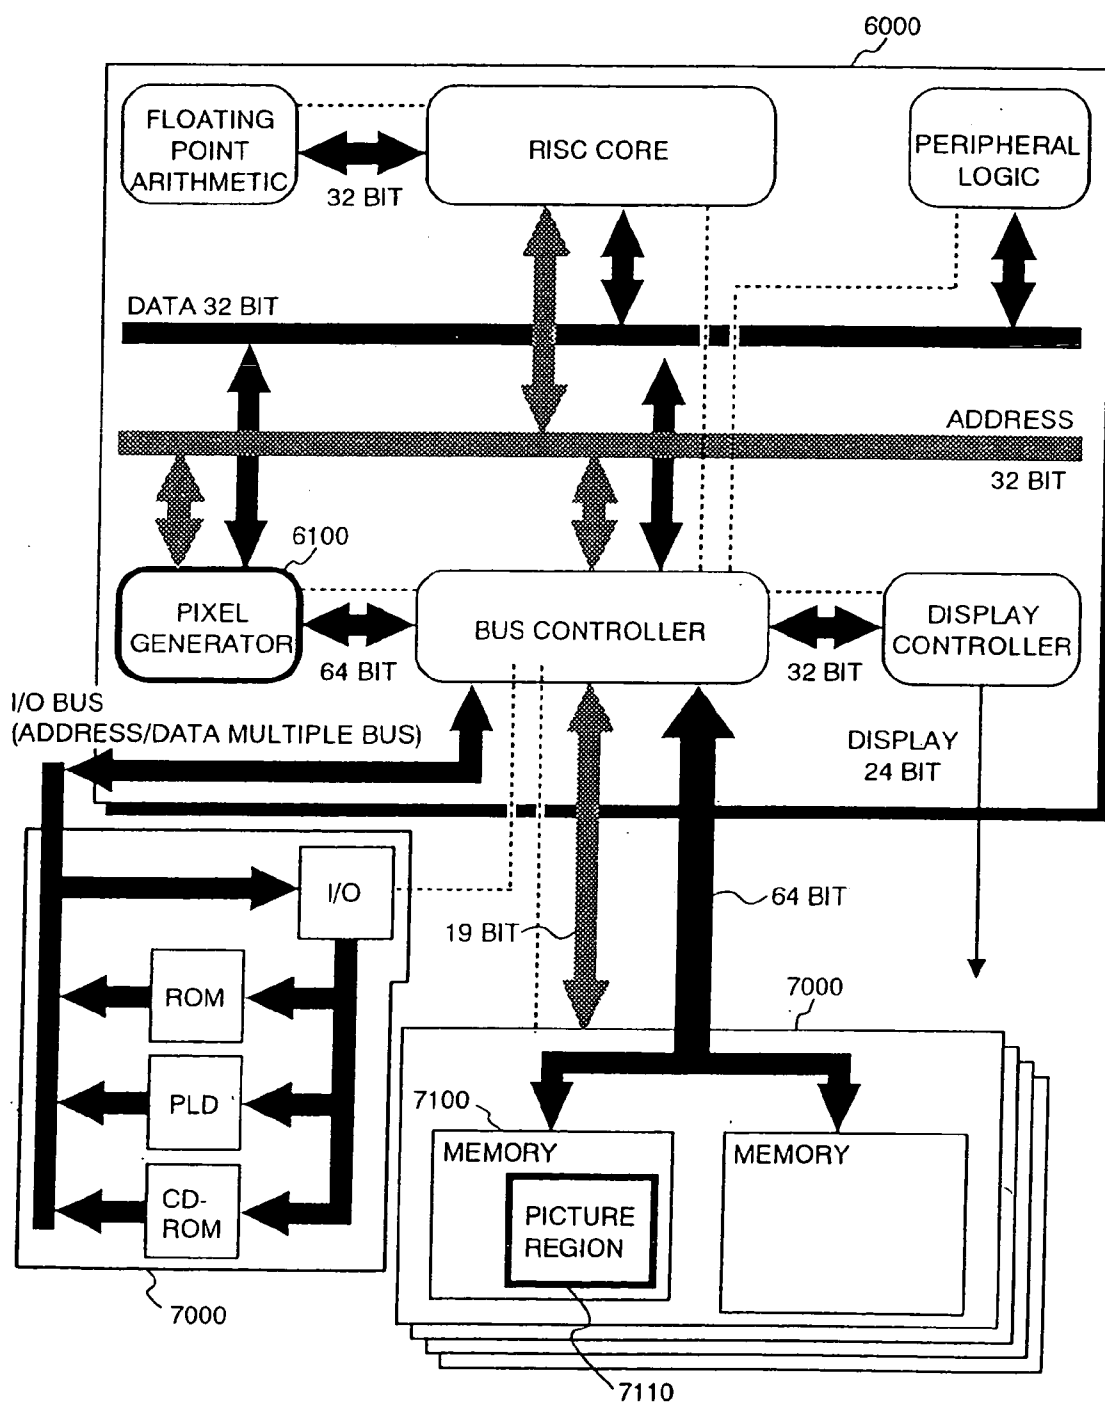 6000
FLOATING
POINT
ARITHMETIC
32 BIT
RISC CORE
PERIPHERAL
LOGIC
DATA 32 BIT
ADDRESS
32 BIT
6100
PIXEL
GENERATOR
64 BIT
BUS CONTROLLER
32 BIT
DISPLAY
CONTROLLER
I/O BUS
(ADDRESS/DATA MULTIPLE BUS)
DISPLAY
24 BIT
I/O
19 BIT
64 BIT
ROM
PLD
CD-
ROM
7000
7000
7100
MEMORY
PICTURE
REGION
MEMORY
7110